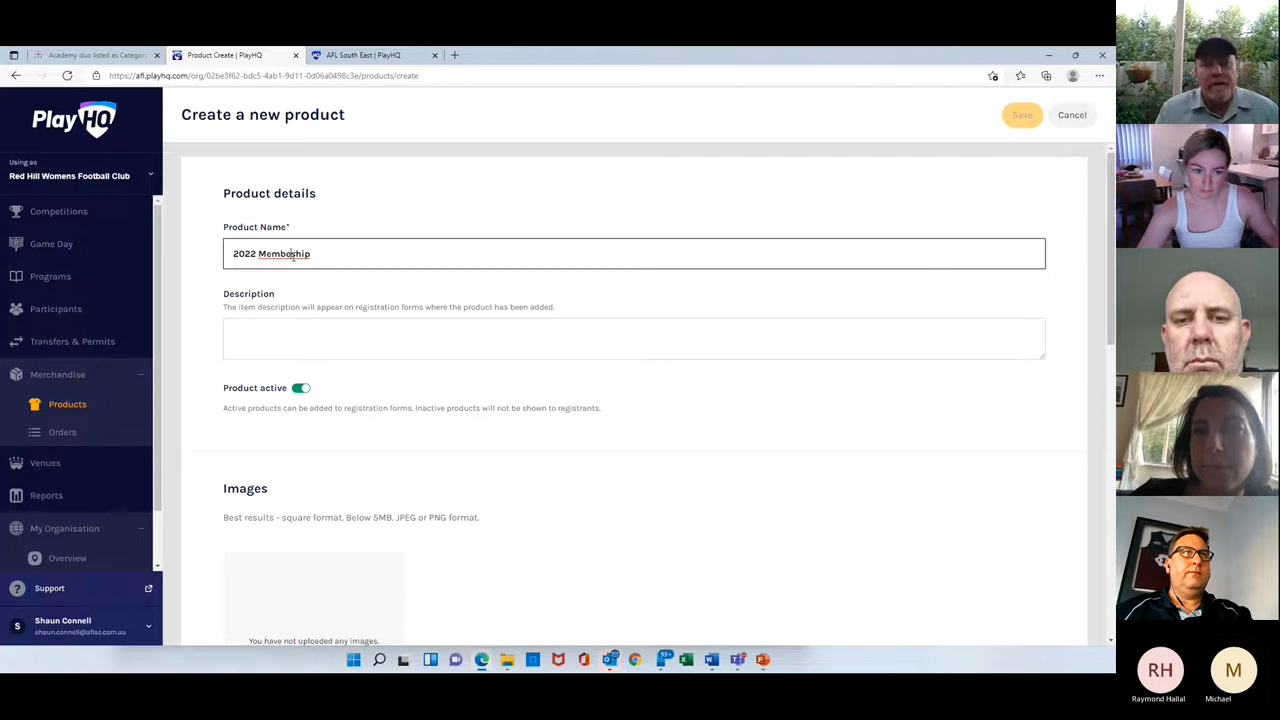 Academy duo listed as Category
Product Create | PlayHQ
AFL South East | PlayHQ
https://afl.playhq.com/org/02be3f62-bdc5-4ab1-9d11-0d06a0498c3e/products/create
PlayHQ
Create a new product
Save
Cancel
Using as
Red Hill Womens Football Club
Competitions
Game Day
Programs
Participants
Transfers & Permits
Merchandise
Products
Orders
Venues
Reports
My Organisation
Overview
Support
S
Shaun Connell
shaun.connell@aflsc.com.au
Product details
Product Name*
2022 Membeship
Description
The item description will appear on registration forms where the product has been added.
Product active
Active products can be added to registration forms. Inactive products will not be shown to registrants.
Images
Best results - square format. Below 5MB. JPEG or PNG format.
You have not uploaded any images.
99+
RH
Raymond Hallal
M
Michael